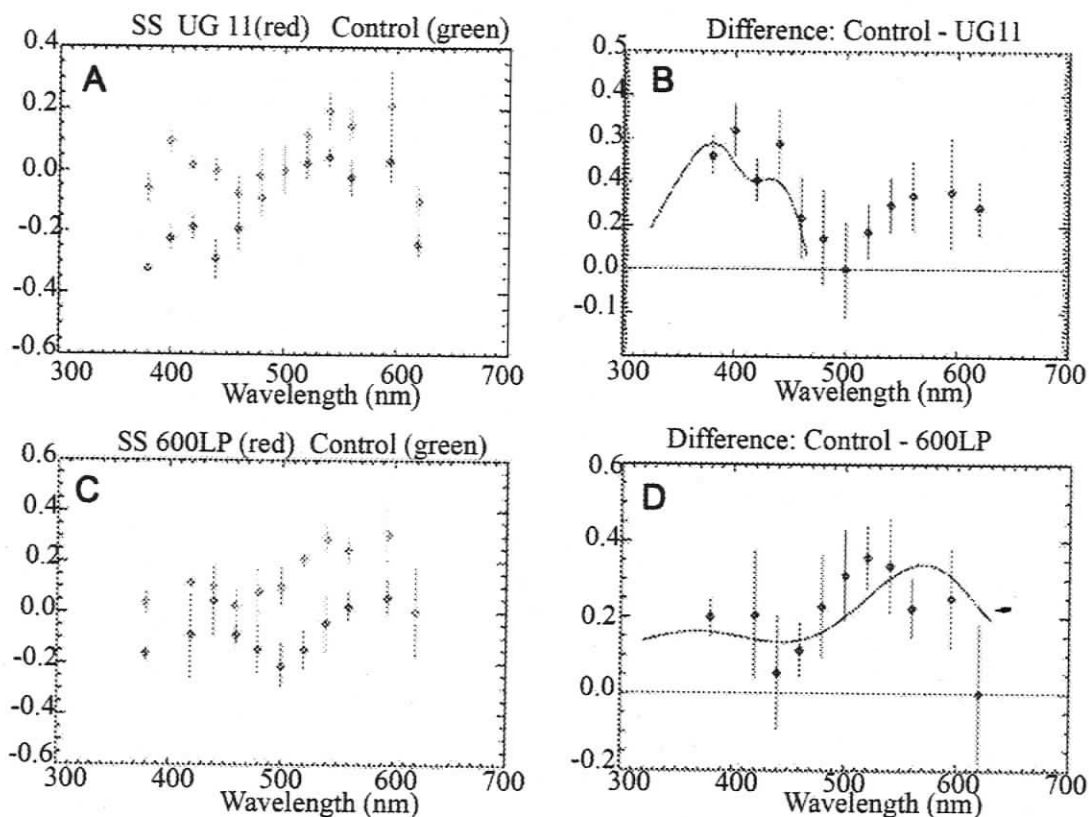 SS UG 11(red) Control (green)
A
0.4
0.2
0.0
-0.2
-0.4
-0.6
300 400 500 600 700
Wavelength (nm)
Difference: Control - UG11
B
0.5
0.4
0.3
0.4
0.2
0.0
-0.1
300 400 500 600 700
Wavelength (nm)
SS 600LP (red) Control (green)
C
0.6
0.4
0.2
0.0
-0.2
-0.4
-0.6
300 400 500 600 700
Wavelength (nm)
Difference: Control - 600LP
D
0.6
0.4
0.2
0.0
-0.2
300 400 500 600 700
Wavelength (nm)